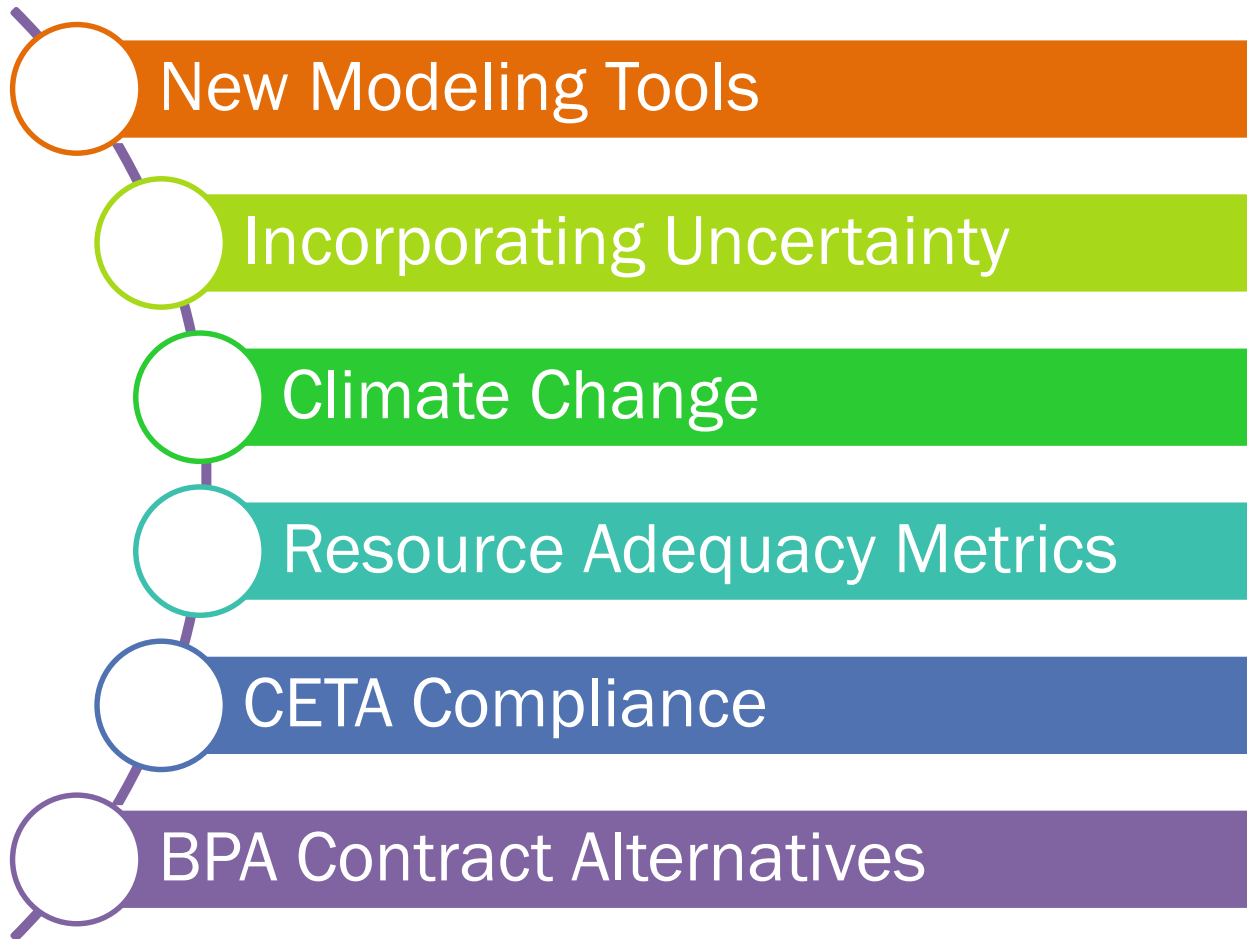 New Modeling Tools
Incorporating Uncertainty
Climate Change
Resource Adequacy Metrics
CETA Compliance
BPA Contract Alternatives